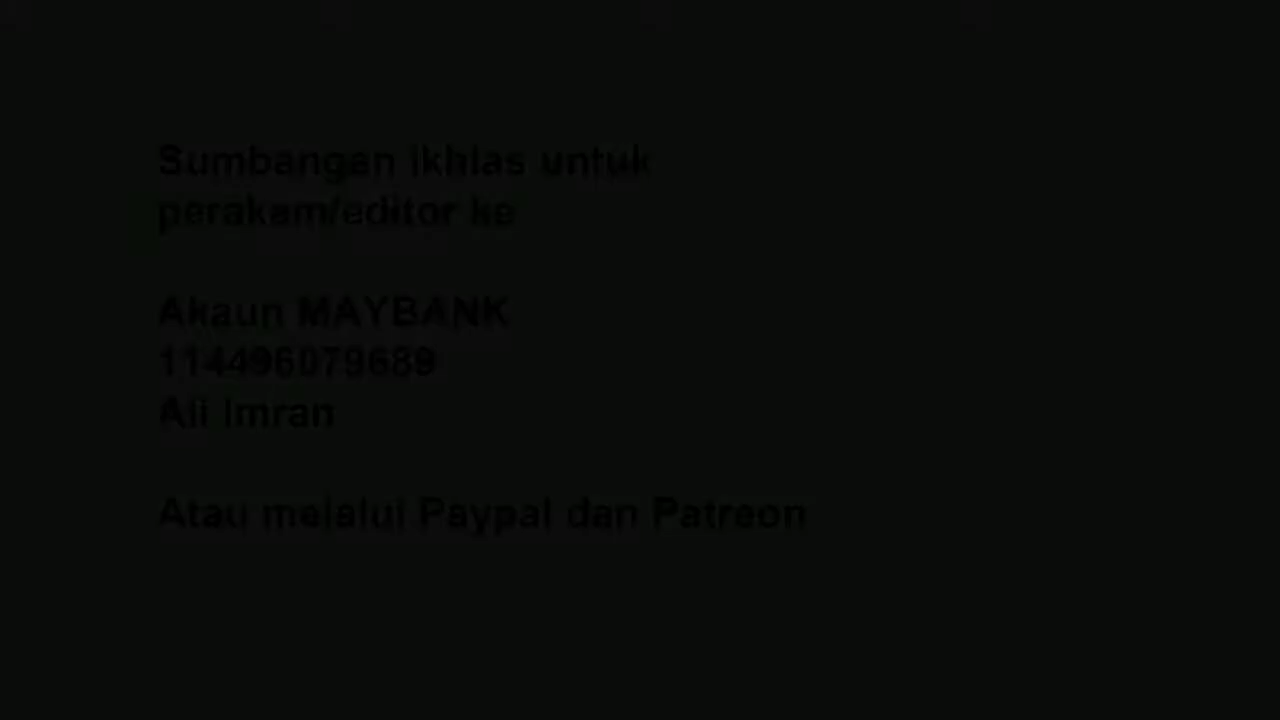 Sumbangan ikhlas untuk
perakam/editor ke
Akaun MAYBANK
114496079689
Ali Imran
Atau melalui Paypal dan Patreon